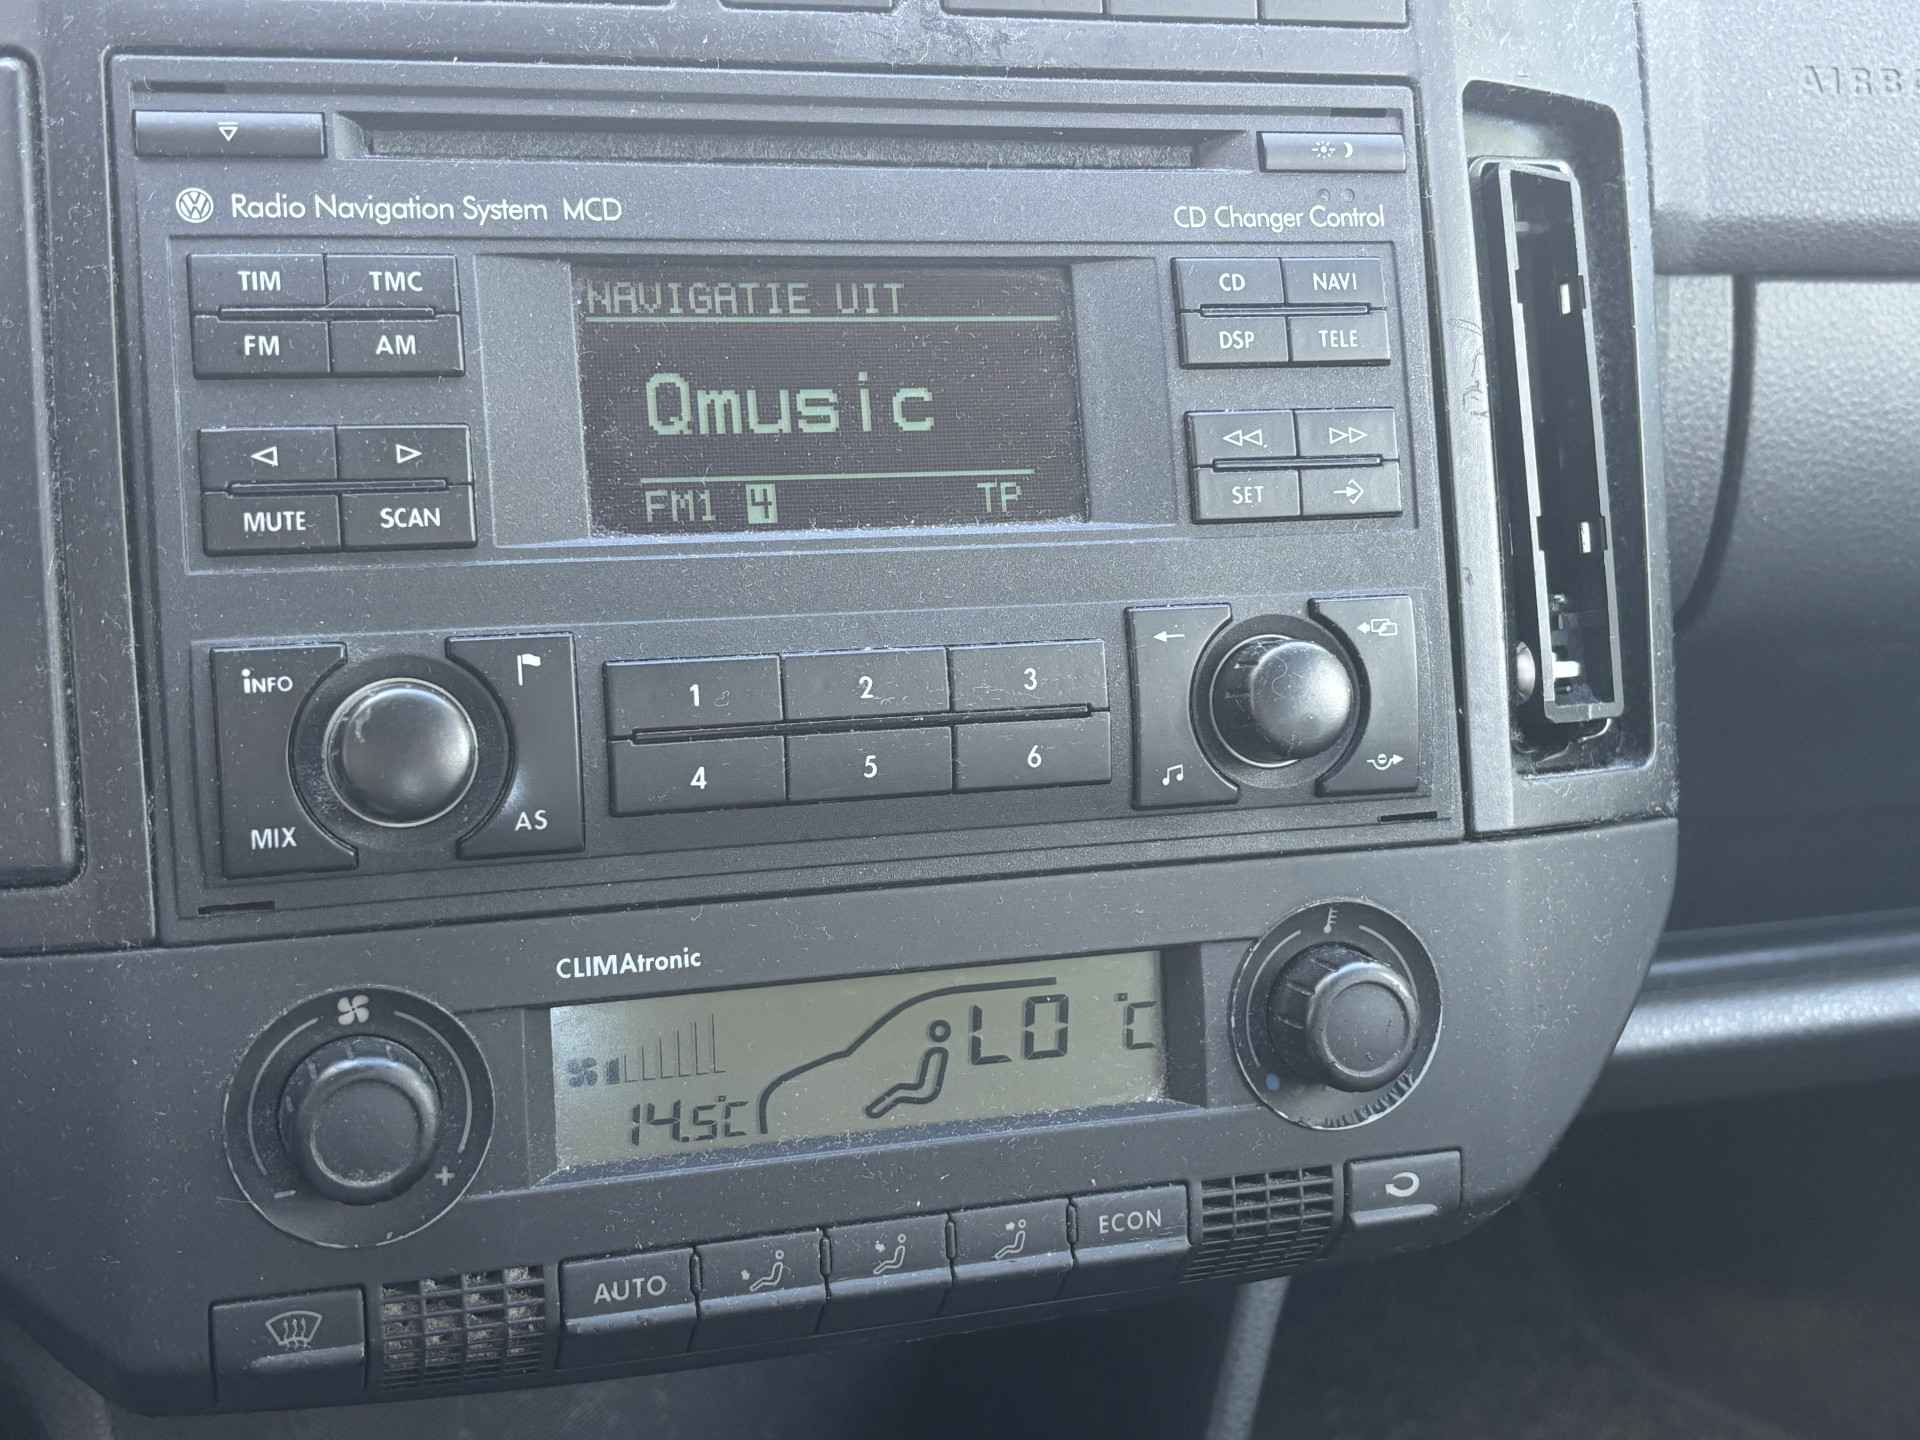 AIRBA
Radio Navigation System MCD
CD Changer Control
TIM TMC
FM AM
NAVIGATIE UIT
Qmusic
FM1 4 TP
CD NAVI
DSP TELE
MUTE SCAN
SET
iNFO
MIX
AS
1 2 3
4 5 6
CLIMAtronic
LO °C
14.5°C
- +
AUTO
ECON